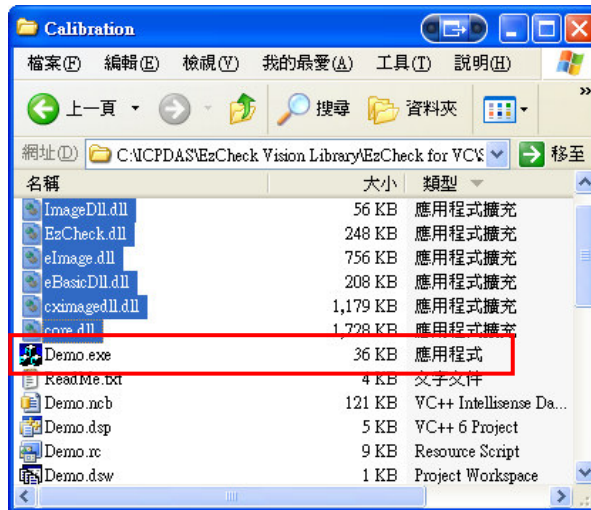 Calibration
檔案(F) 編輯(E) 檢視(V) 我的最愛(A) 工具(T) 說明(H)
上一頁 搜尋 資料夾 »
網址(D) C:\ICPDAS\EzCheck Vision Library\EzCheck for VC\ 移至
名稱 大小 類型
ImageDll.dll 56 KB 應用程式擴充
EzCheck.dll 248 KB 應用程式擴充
eImage.dll 756 KB 應用程式擴充
eBasicDll.dll 208 KB 應用程式擴充
cximagedll.dll 1,179 KB 應用程式擴充
core.dll 1,728 KB 應用程式擴充
Demo.exe 36 KB 應用程式
ReadMe.txt 4 KB 文字文件
Demo.ncb 121 KB VC++ Intellisense Da...
Demo.dsp 5 KB VC++ 6 Project
Demo.rc 9 KB Resource Script
Demo.dsw 1 KB Project Workspace